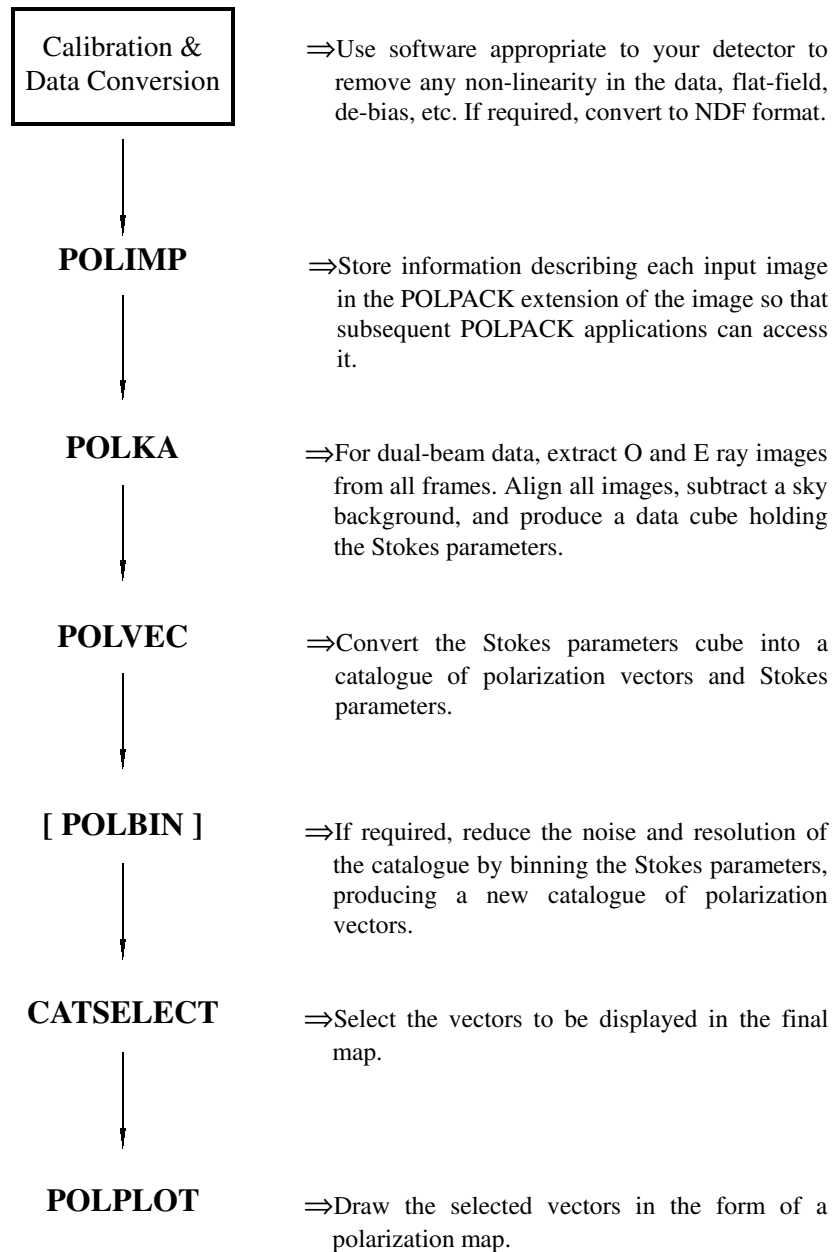 Calibration &
Data Conversion
⇒Use software appropriate to your detector to
remove any non-linearity in the data, flat-field,
de-bias, etc. If required, convert to NDF format.
POLIMP
⇒Store information describing each input image
in the POLPACK extension of the image so that
subsequent POLPACK applications can access
it.
POLKA
⇒For dual-beam data, extract O and E ray images
from all frames. Align all images, subtract a sky
background, and produce a data cube holding
the Stokes parameters.
POLVEC
⇒Convert the Stokes parameters cube into a
catalogue of polarization vectors and Stokes
parameters.
[ POLBIN ]
⇒If required, reduce the noise and resolution of
the catalogue by binning the Stokes parameters,
producing a new catalogue of polarization
vectors.
CATSELECT
⇒Select the vectors to be displayed in the final
map.
POLPLOT
⇒Draw the selected vectors in the form of a
polarization map.